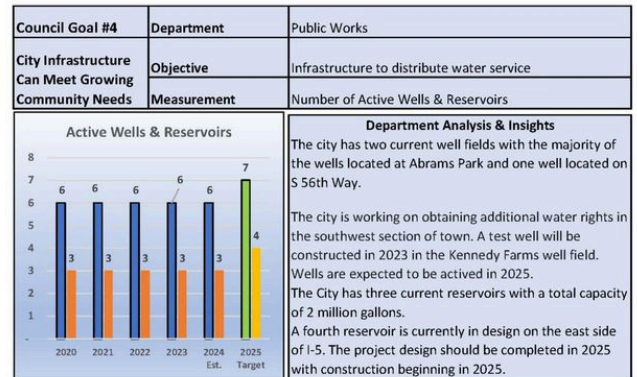 Council Goal #4
Department
Public Works
City Infrastructure
Can Meet Growing
Community Needs
Objective
Infrastructure to distribute water service
Measurement
Number of Active Wells & Reservoirs
Active Wells & Reservoirs
8
7
6
5
4
3
2
1
-
6
3
6
3
6
3
6
3
6
3
7
4
2020
2021
2022
2023
2024
Est.
2025
Target
Department Analysis & Insights
The city has two current well fields with the majority of
the wells located at Abrams Park and one well located on
S 56th Way.
The city is working on obtaining additional water rights in
the southwest section of town. A test well will be
constructed in 2023 in the Kennedy Farms well field.
Wells are expected to be actived in 2025.
The City has three current reservoirs with a total capacity
of 2 million gallons.
A fourth reservoir is currently in design on the east side
of I-5. The project design should be completed in 2025
with construction beginning in 2025.